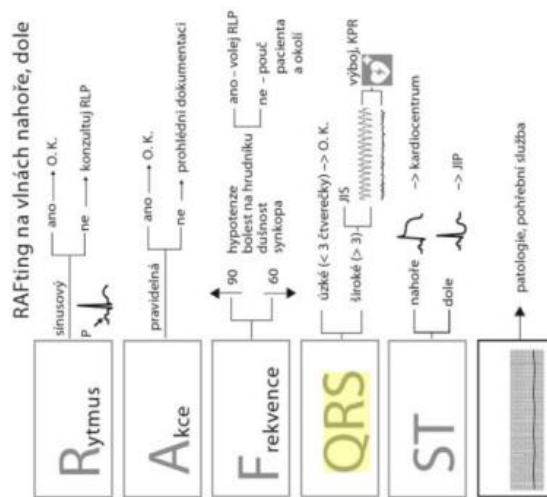 RAFting na vlnách nahoře, dole
Rytmus
sinusový
P
ano → O. K.
ne → konzultuj RLP
Akce
pravidelná
ano → O. K.
ne → prohlédni dokumentaci
Frekvence
90
60
hypotenze
bolest na hrudníku
dušnost
synkopa
ano – volej RLP
ne – pouč
pacienta
a okolí
QRS
úzké (< 3 čtverečky) –> O. K.
široké (> 3)
JIS
výboj, KPR
ST
nahoře
–> kardiocentrum
dole
–> JIP
patologie, pohřební služba